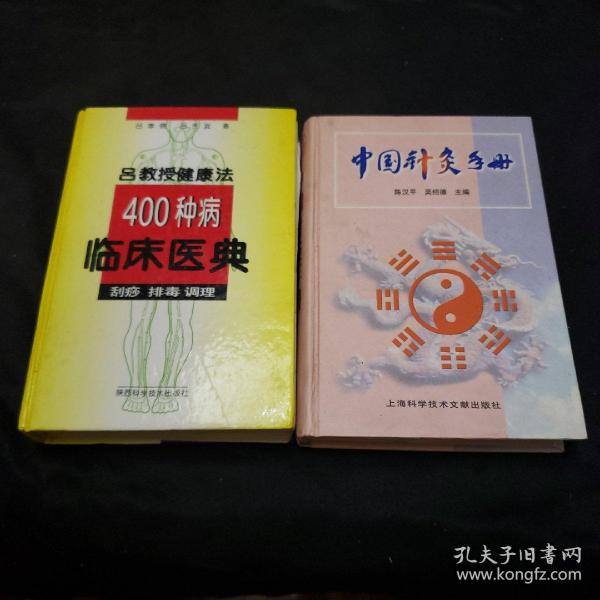 吕教授健康法
400种病
临床医典
刮痧 排毒 调理
陕西科学技术出版社
中国针灸手册
陈汉平 吴绍德 主编
上海科学技术文献出版社
孔夫子旧书网
www.kongfz.com